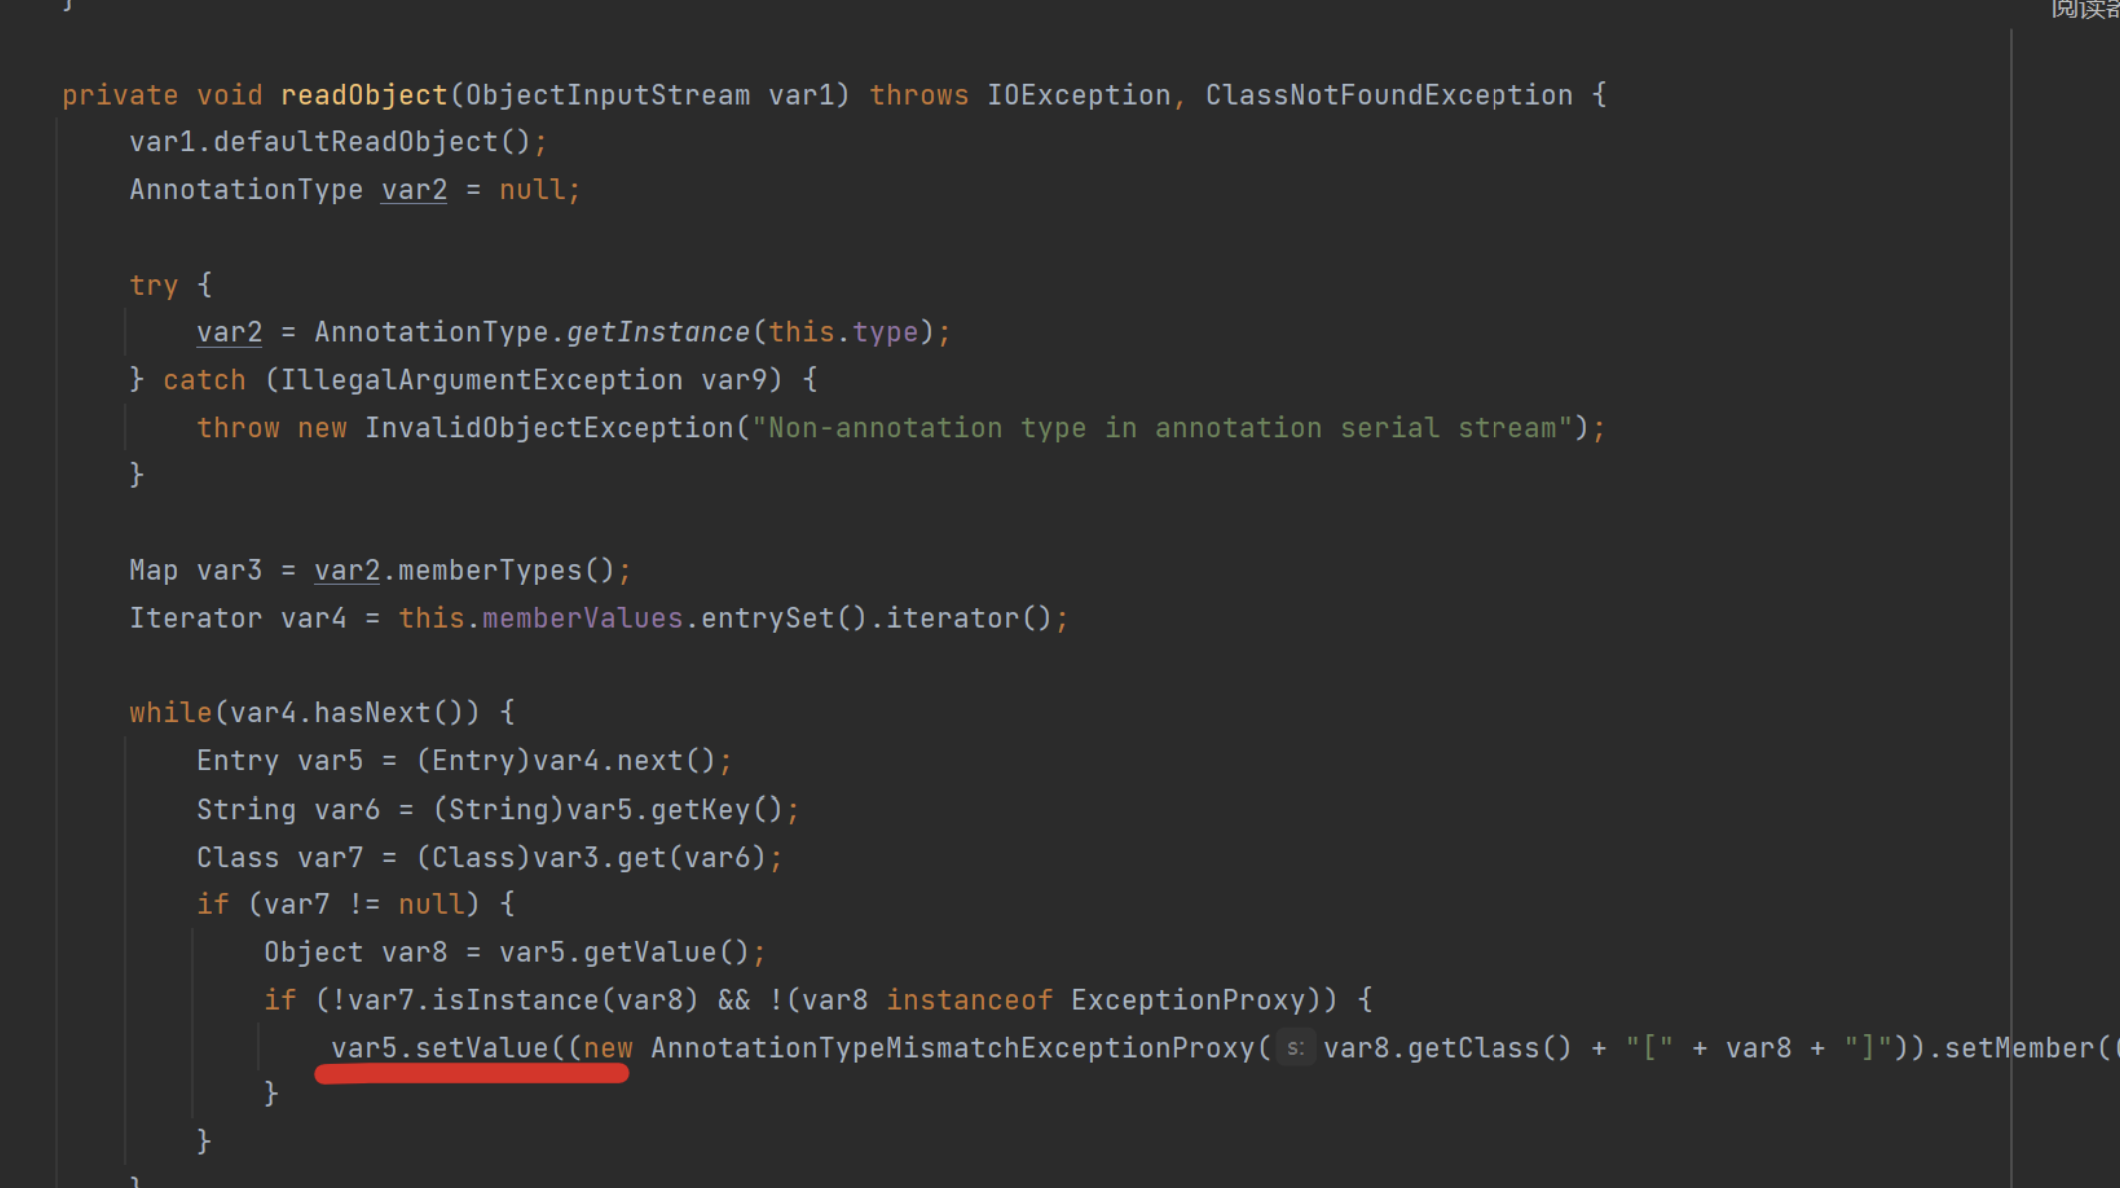 }
阅读器
private void readObject(ObjectInputStream var1) throws IOException, ClassNotFoundException {
var1.defaultReadObject();
AnnotationType var2 = null;
try {
var2 = AnnotationType.getInstance(this.type);
} catch (IllegalArgumentException var9) {
throw new InvalidObjectException("Non-annotation type in annotation serial stream");
}
Map var3 = var2.memberTypes();
Iterator var4 = this.memberValues.entrySet().iterator();
while(var4.hasNext()) {
Entry var5 = (Entry)var4.next();
String var6 = (String)var5.getKey();
Class var7 = (Class)var3.get(var6);
if (var7 != null) {
Object var8 = var5.getValue();
if (!var7.isInstance(var8) && !(var8 instanceof ExceptionProxy)) {
var5.setValue((new AnnotationTypeMismatchExceptionProxy( s: var8.getClass() + "[" + var8 + "]")).setMember((
}
}
}